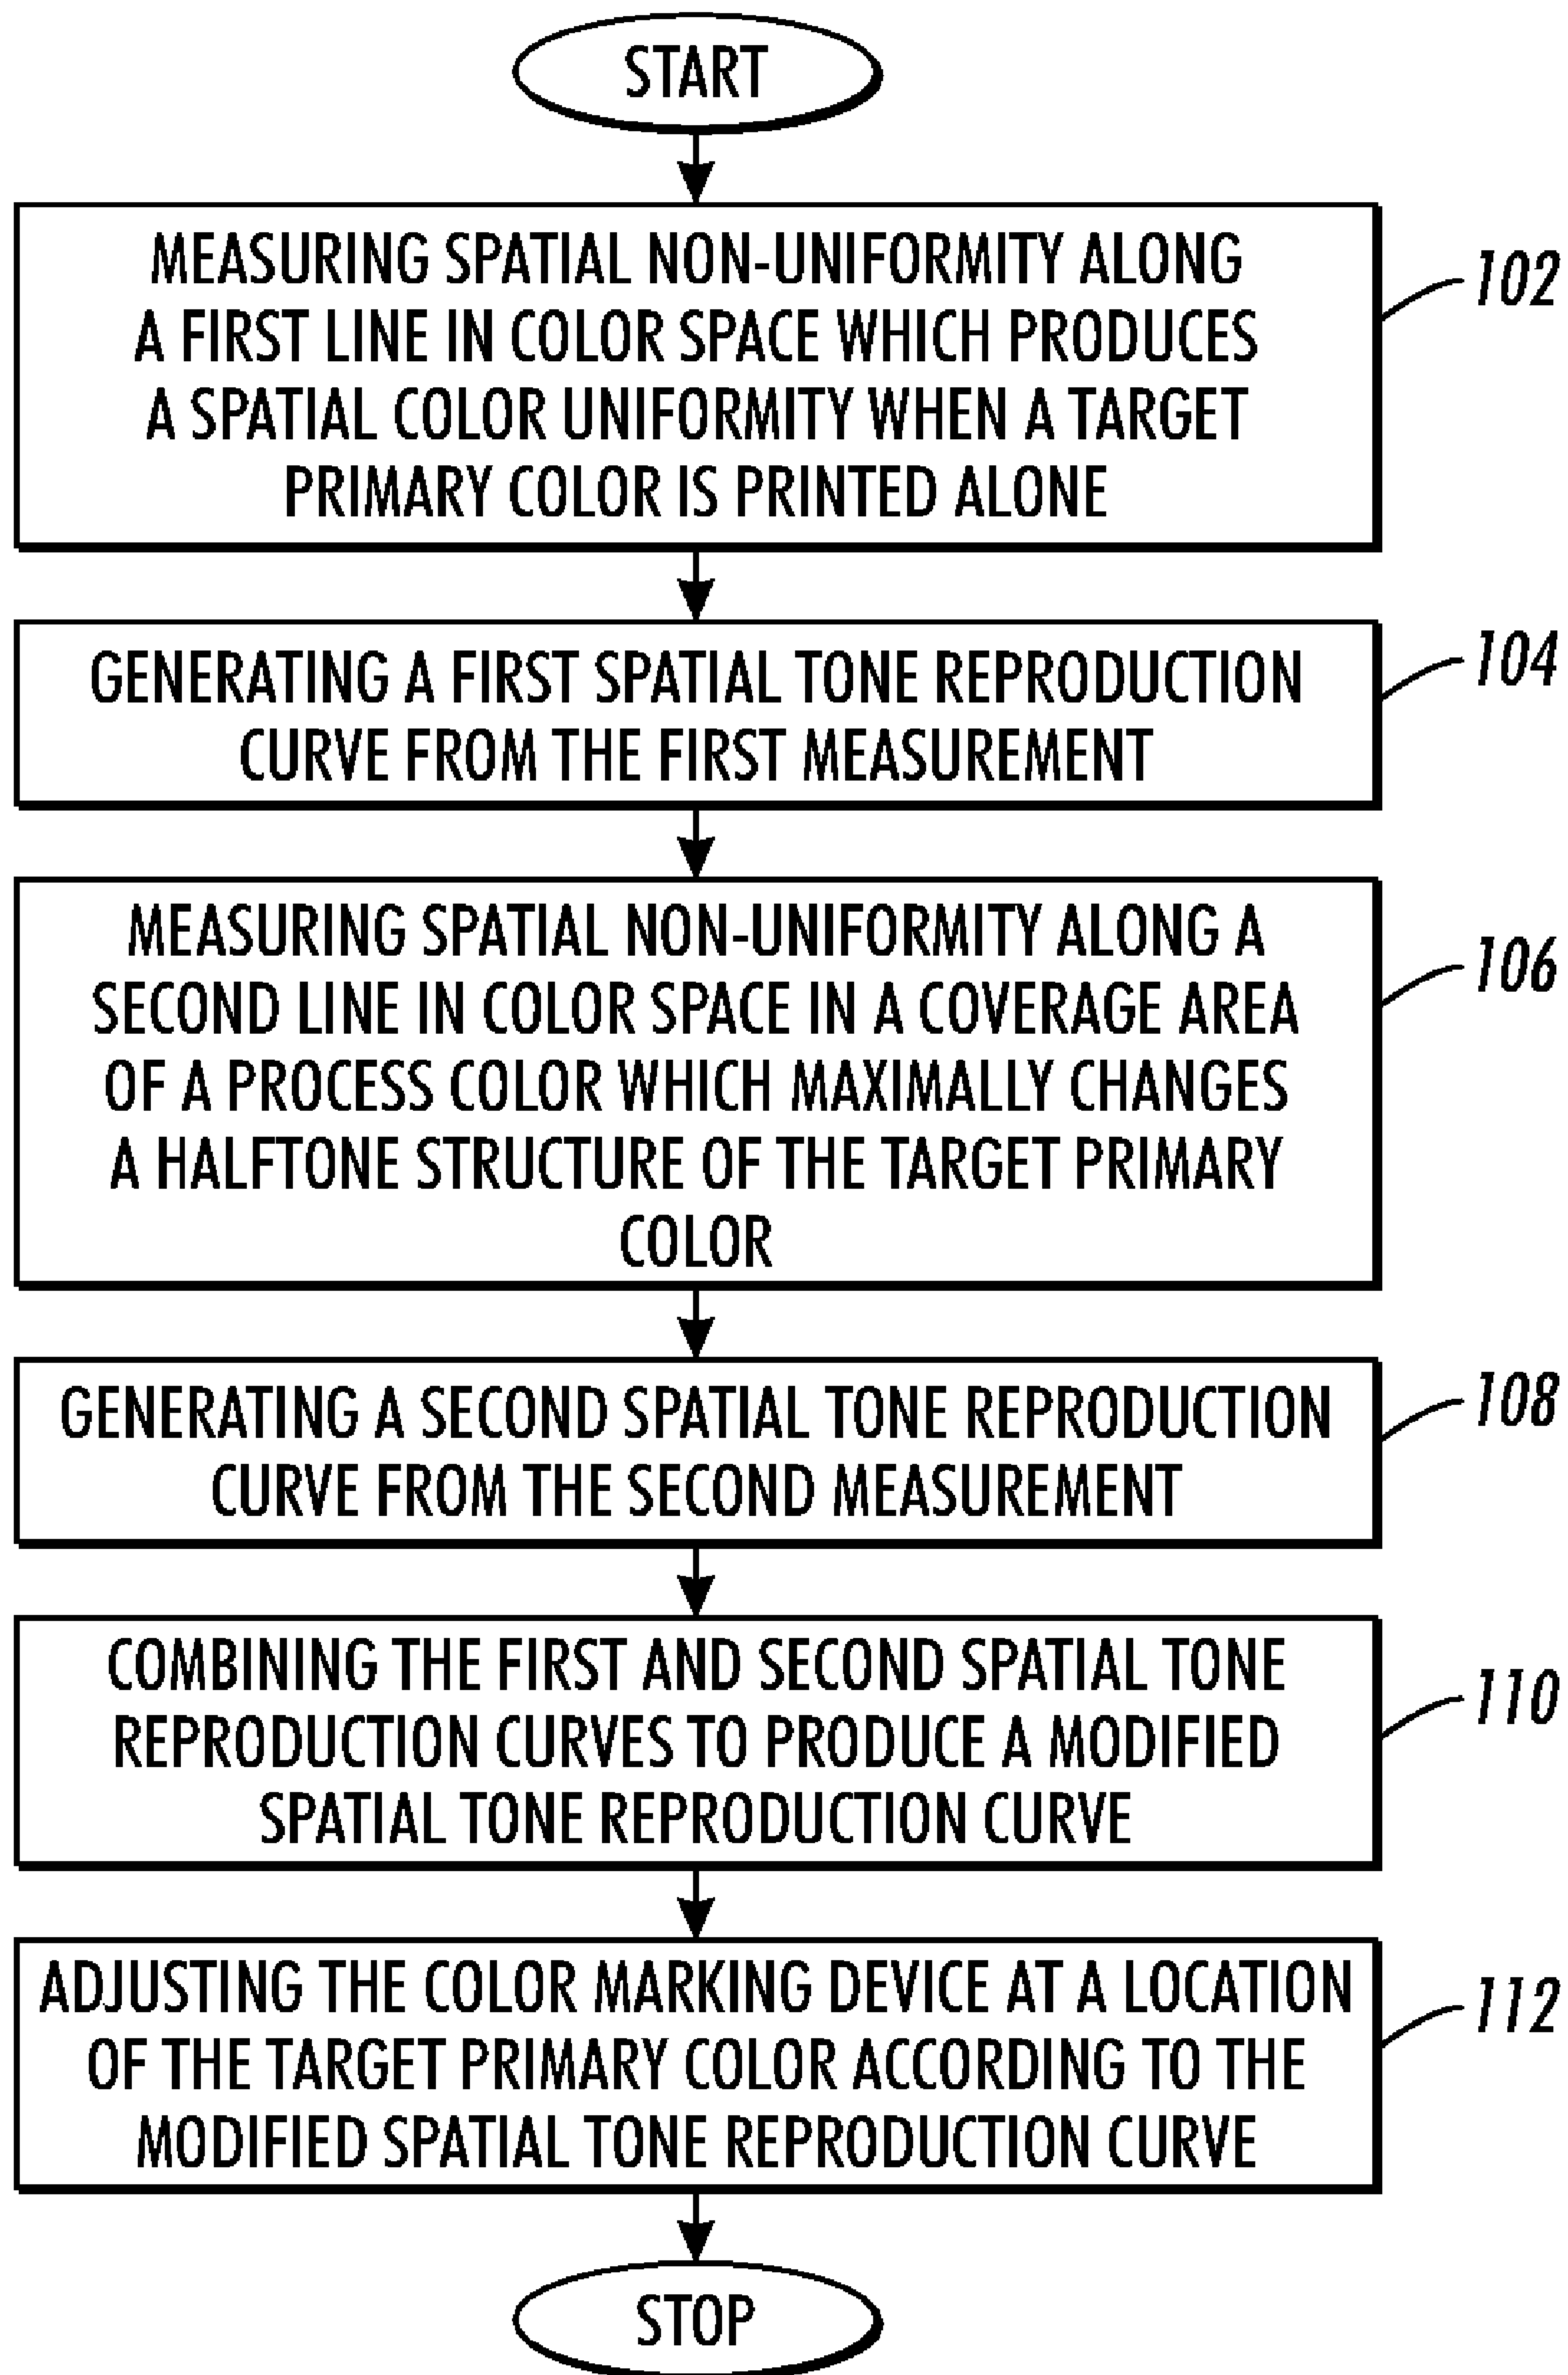 START
MEASURING SPATIAL NON-UNIFORMITY ALONG
A FIRST LINE IN COLOR SPACE WHICH PRODUCES
A SPATIAL COLOR UNIFORMITY WHEN A TARGET
PRIMARY COLOR IS PRINTED ALONE
102
GENERATING A FIRST SPATIAL TONE REPRODUCTION
CURVE FROM THE FIRST MEASUREMENT
104
MEASURING SPATIAL NON-UNIFORMITY ALONG A
SECOND LINE IN COLOR SPACE IN A COVERAGE AREA
OF A PROCESS COLOR WHICH MAXIMALLY CHANGES
A HALFTONE STRUCTURE OF THE TARGET PRIMARY
COLOR
106
GENERATING A SECOND SPATIAL TONE REPRODUCTION
CURVE FROM THE SECOND MEASUREMENT
108
COMBINING THE FIRST AND SECOND SPATIAL TONE
REPRODUCTION CURVES TO PRODUCE A MODIFIED
SPATIAL TONE REPRODUCTION CURVE
110
ADJUSTING THE COLOR MARKING DEVICE AT A LOCATION
OF THE TARGET PRIMARY COLOR ACCORDING TO THE
MODIFIED SPATIAL TONE REPRODUCTION CURVE
112
STOP